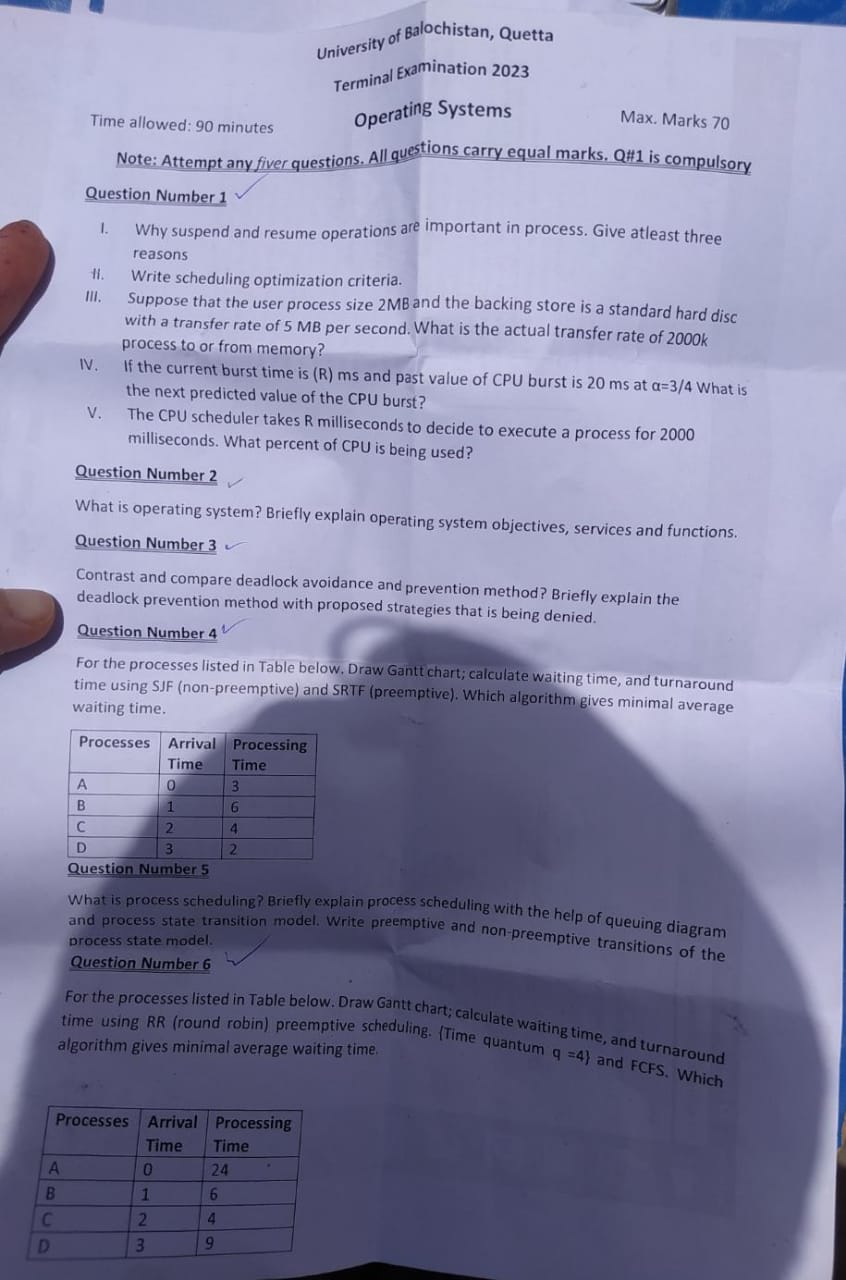 University of Balochistan, Quetta
Terminal Examination 2023
Operating Systems
Time allowed: 90 minutes
Max. Marks 70
Note: Attempt any fiver questions. All questions carry equal marks. Q#1 is compulsory
Question Number 1
I. Why suspend and resume operations are important in process. Give atleast three
reasons
II. Write scheduling optimization criteria.
III. Suppose that the user process size 2MB and the backing store is a standard hard disc
with a transfer rate of 5 MB per second. What is the actual transfer rate of 2000k
process to or from memory?
IV. If the current burst time is (R) ms and past value of CPU burst is 20 ms at α=3/4 What is
the next predicted value of the CPU burst?
V. The CPU scheduler takes R milliseconds to decide to execute a process for 2000
milliseconds. What percent of CPU is being used?
Question Number 2
What is operating system? Briefly explain operating system objectives, services and functions.
Question Number 3
Contrast and compare deadlock avoidance and prevention method? Briefly explain the
deadlock prevention method with proposed strategies that is being denied.
Question Number 4
For the processes listed in Table below. Draw Gantt chart; calculate waiting time, and turnaround
time using SJF (non-preemptive) and SRTF (preemptive). Which algorithm gives minimal average
waiting time.
Processes Arrival Processing
Time Time
A 0 3
B 1 6
C 2 4
D 3 2
Question Number 5
What is process scheduling? Briefly explain process scheduling with the help of queuing diagram
and process state transition model. Write preemptive and non-preemptive transitions of the
process state model.
Question Number 6
For the processes listed in Table below. Draw Gantt chart; calculate waiting time, and turnaround
time using RR (round robin) preemptive scheduling. {Time quantum q =4} and FCFS. Which
algorithm gives minimal average waiting time.
Processes Arrival Processing
Time Time
A 0 24
B 1 6
C 2 4
D 3 9